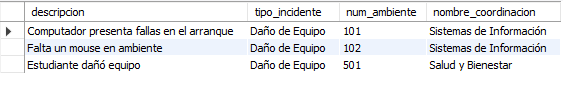 descripcion tipo_incidente num_ambiente nombre_coordinacion
Computador presenta fallas en el arranque Daño de Equipo 101 Sistemas de Información
Falta un mouse en ambiente Daño de Equipo 102 Sistemas de Información
Estudiante dañó equipo Daño de Equipo 501 Salud y Bienestar